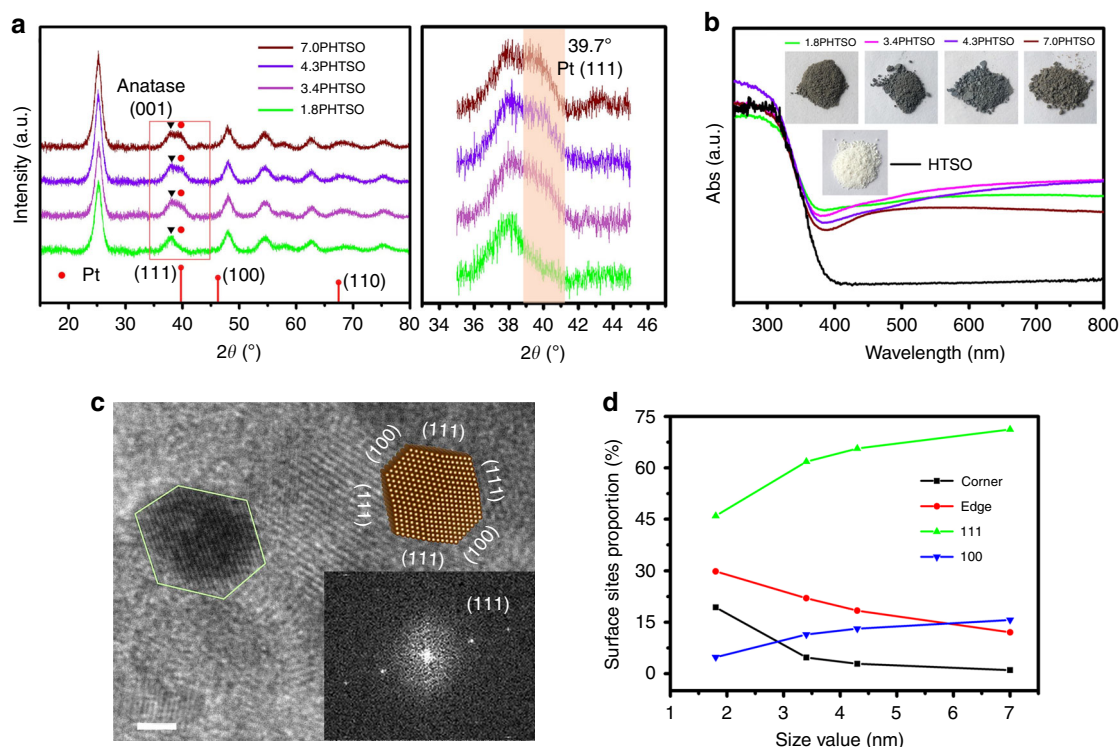 a
Intensity (a.u.)
Anatase
(001)
7.0PHTSO
4.3PHTSO
3.4PHTSO
1.8PHTSO
Pt
(111)
(100)
(110)
20 30 40 50 60 70 80
2θ (°)
39.7°
Pt (111)
34 36 38 40 42 44 46
2θ (°)
b
Abs (a.u.)
1.8PHTSO 3.4PHTSO 4.3PHTSO 7.0PHTSO
HTSO
300 400 500 600 700 800
Wavelength (nm)
c
(100)
(111)
(111)
(111)
(111)
(100)
(111)
d
Surface sites proportion (%)
75
60
45
30
15
0
Corner
Edge
111
100
1 2 3 4 5 6 7
Size value (nm)